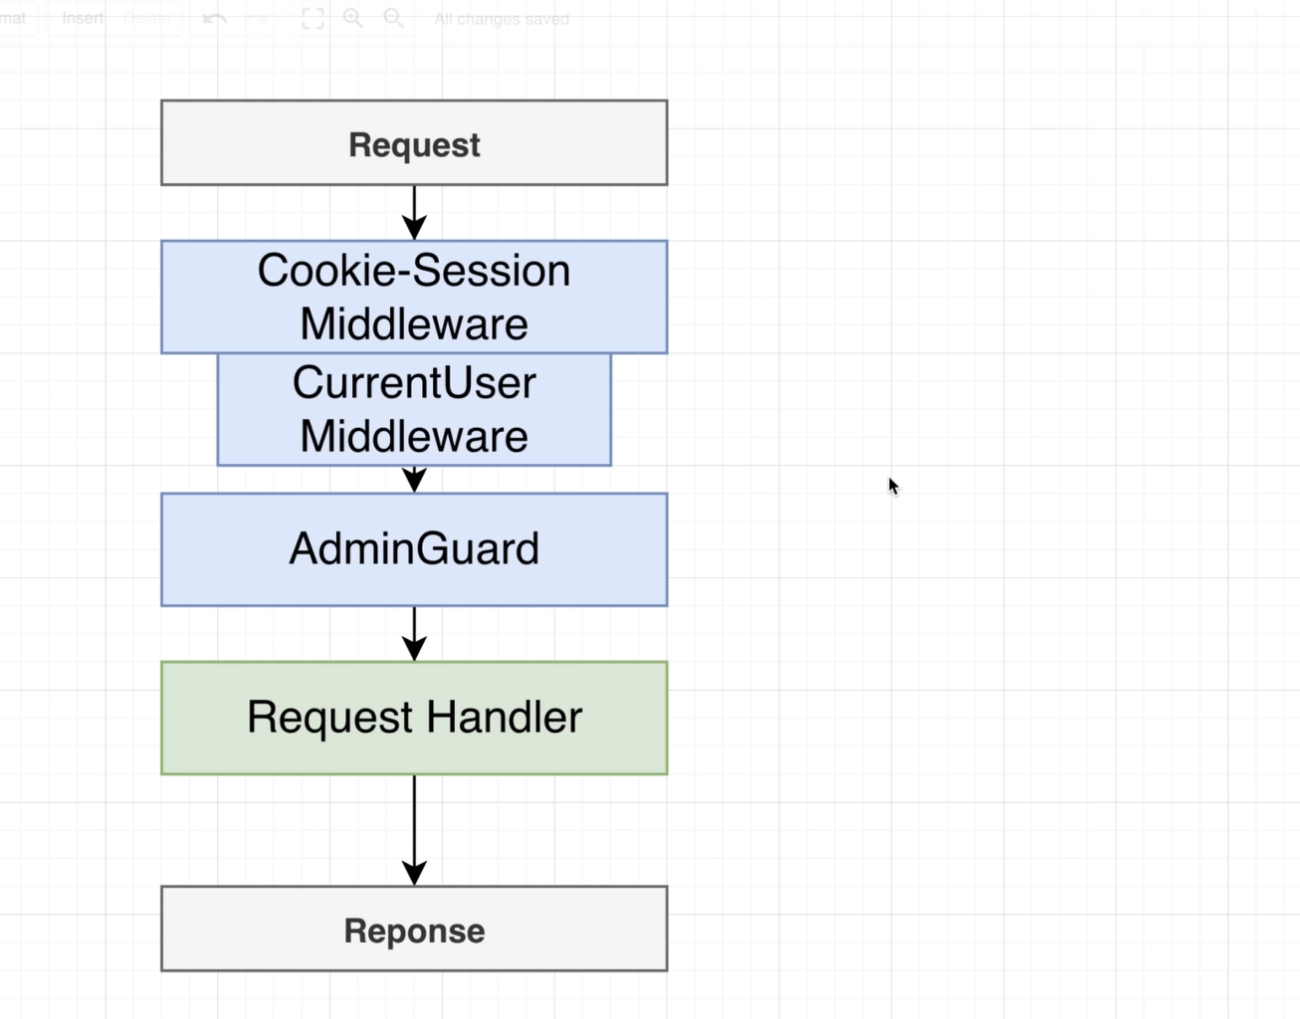 mat Insert Delete All changes saved
Request
Cookie-Session
Middleware
CurrentUser
Middleware
AdminGuard
Request Handler
Reponse